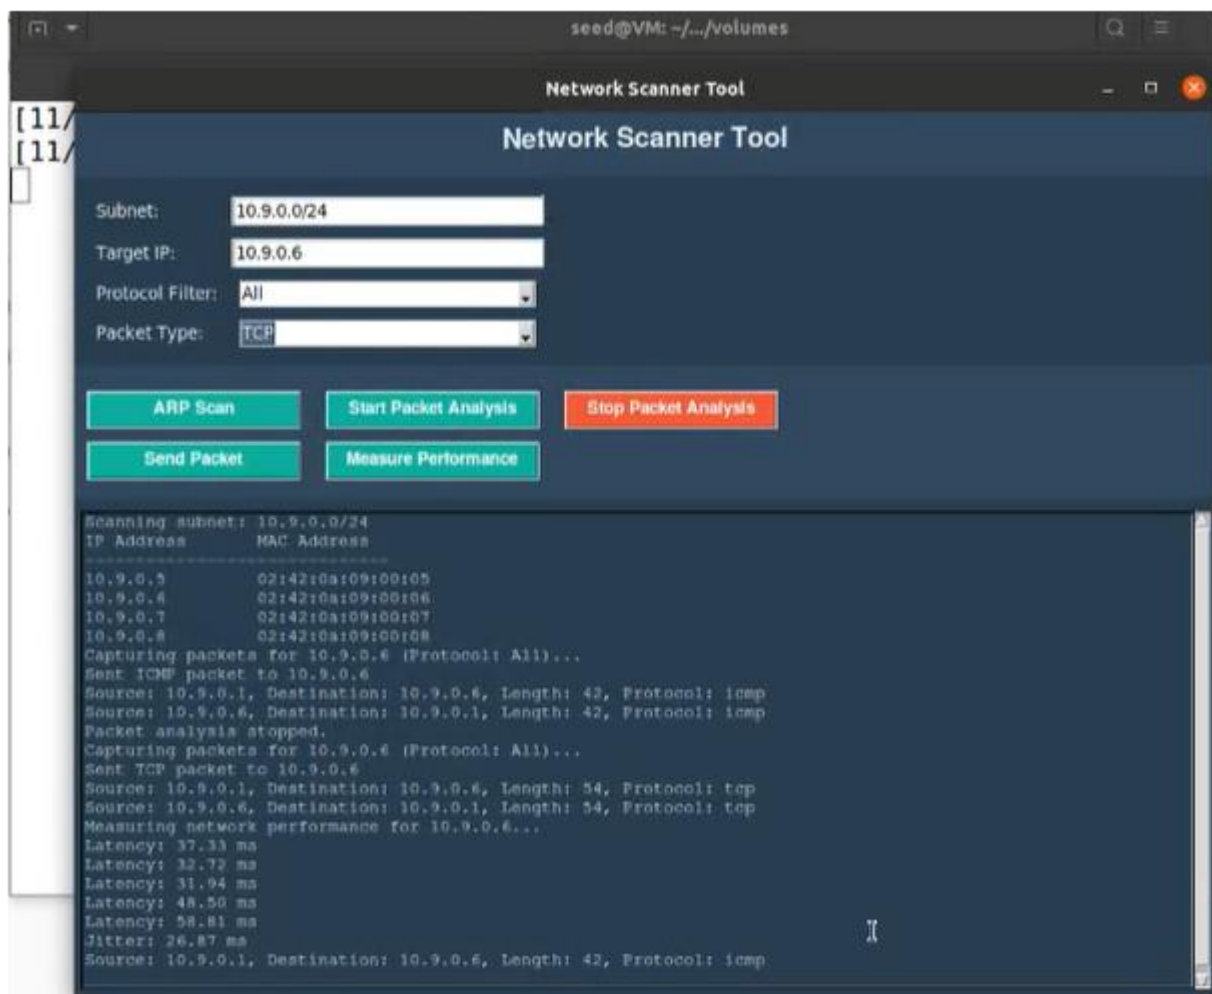 seed@VM: ~/.../volumes
Network Scanner Tool
[11/
[11/
Network Scanner Tool
Subnet: 10.9.0.0/24
Target IP: 10.9.0.6
Protocol Filter: All
Packet Type: TCP
ARP Scan Start Packet Analysis Stop Packet Analysis
Send Packet Measure Performance
Scanning subnet: 10.9.0.0/24
IP Address MAC Address
----------------------------------------
10.9.0.5 02:42:0a:09:00:05
10.9.0.6 02:42:0a:09:00:06
10.9.0.7 02:42:0a:09:00:07
10.9.0.8 02:42:0a:09:00:08
Capturing packets for 10.9.0.6 (Protocol: All)...
Sent ICMP packet to 10.9.0.6
Source: 10.9.0.1, Destination: 10.9.0.6, Length: 42, Protocol: icmp
Source: 10.9.0.6, Destination: 10.9.0.1, Length: 42, Protocol: icmp
Packet analysis stopped.
Capturing packets for 10.9.0.6 (Protocol: All)...
Sent TCP packet to 10.9.0.6
Source: 10.9.0.1, Destination: 10.9.0.6, Length: 54, Protocol: tcp
Source: 10.9.0.6, Destination: 10.9.0.1, Length: 54, Protocol: tcp
Measuring network performance for 10.9.0.6...
Latency: 37.33 ms
Latency: 32.72 ms
Latency: 31.94 ms
Latency: 48.50 ms
Latency: 58.81 ms
Jitter: 26.87 ms
Source: 10.9.0.1, Destination: 10.9.0.6, Length: 42, Protocol: icmp